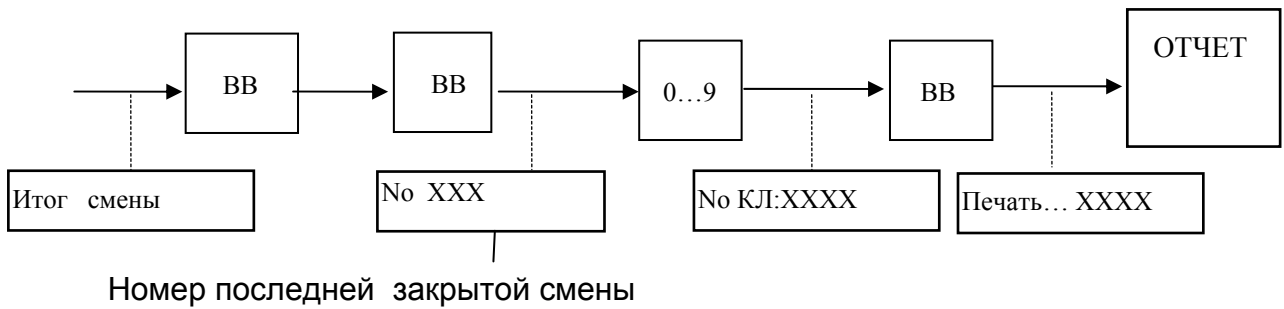 ОТЧЕТ
ВВ
ВВ
0…9
ВВ
Итог смены
No XXX
No КЛ:XXXX
Печать… XXXX
Номер последней закрытой смены